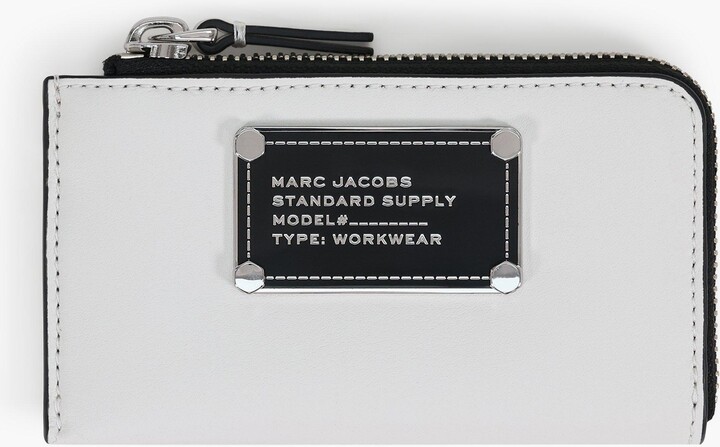 MARC JACOBS
STANDARD SUPPLY
MODEL#________
TYPE: WORKWEAR